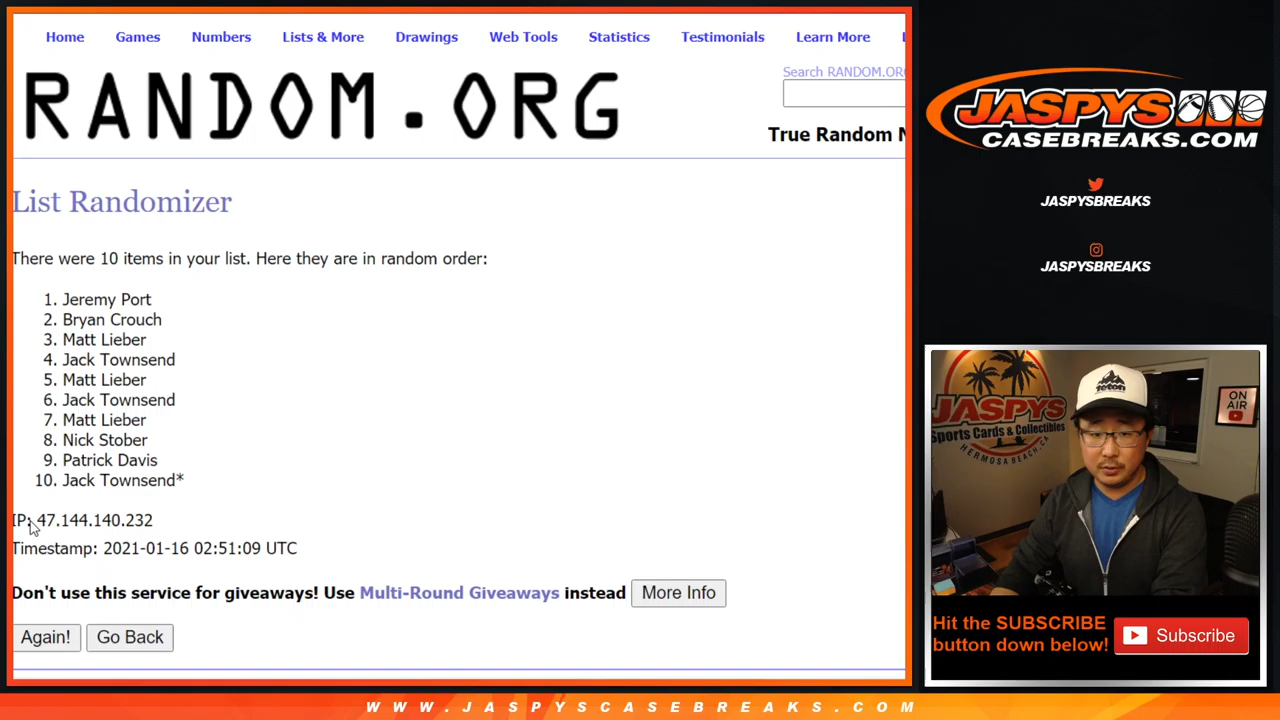 Home Games Numbers Lists & More Drawings Web Tools Statistics Testimonials Learn More
Search RANDOM.OR
RANDOM.ORG
True Random N
List Randomizer
There were 10 items in your list. Here they are in random order:
1. Jeremy Port
2. Bryan Crouch
3. Matt Lieber
4. Jack Townsend
5. Matt Lieber
6. Jack Townsend
7. Matt Lieber
8. Nick Stober
9. Patrick Davis
10. Jack Townsend*
IP: 47.144.140.232
Timestamp: 2021-01-16 02:51:09 UTC
Don't use this service for giveaways! Use Multi-Round Giveaways instead More Info
Again! Go Back
JASPYS
CASEBREAKS.COM
JASPYSBREAKS
JASPYSBREAKS
JASPYS
Sports Cards & Collectibles
HERMOSA BEACH, CA
teton
ON
AIR
Hit the SUBSCRIBE
button down below!
Subscribe
WWW.JASPYSCASEBREAKS.COM